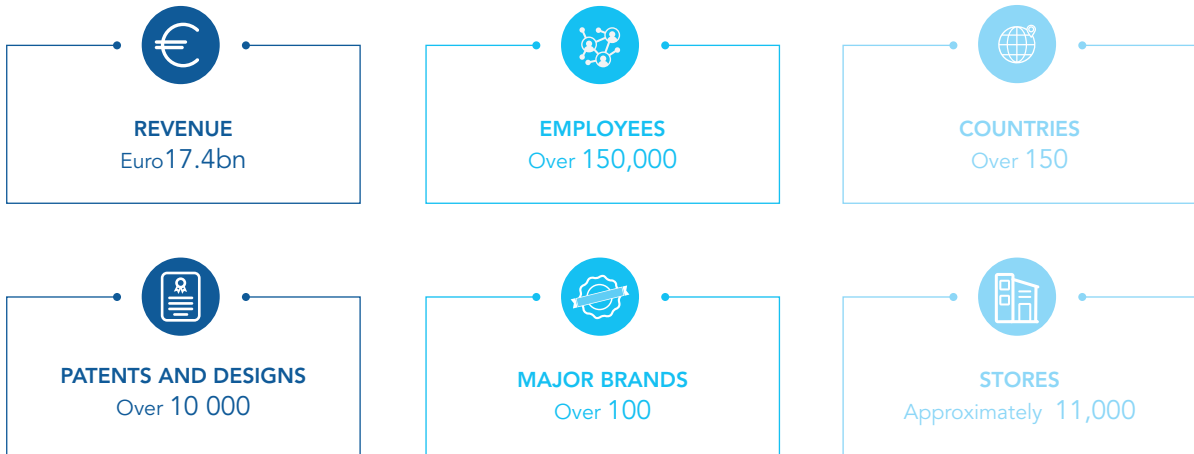 REVENUE
Euro17.4bn
EMPLOYEES
Over 150,000
COUNTRIES
Over 150
PATENTS AND DESIGNS
Over 10 000
MAJOR BRANDS
Over 100
STORES
Approximately 11,000